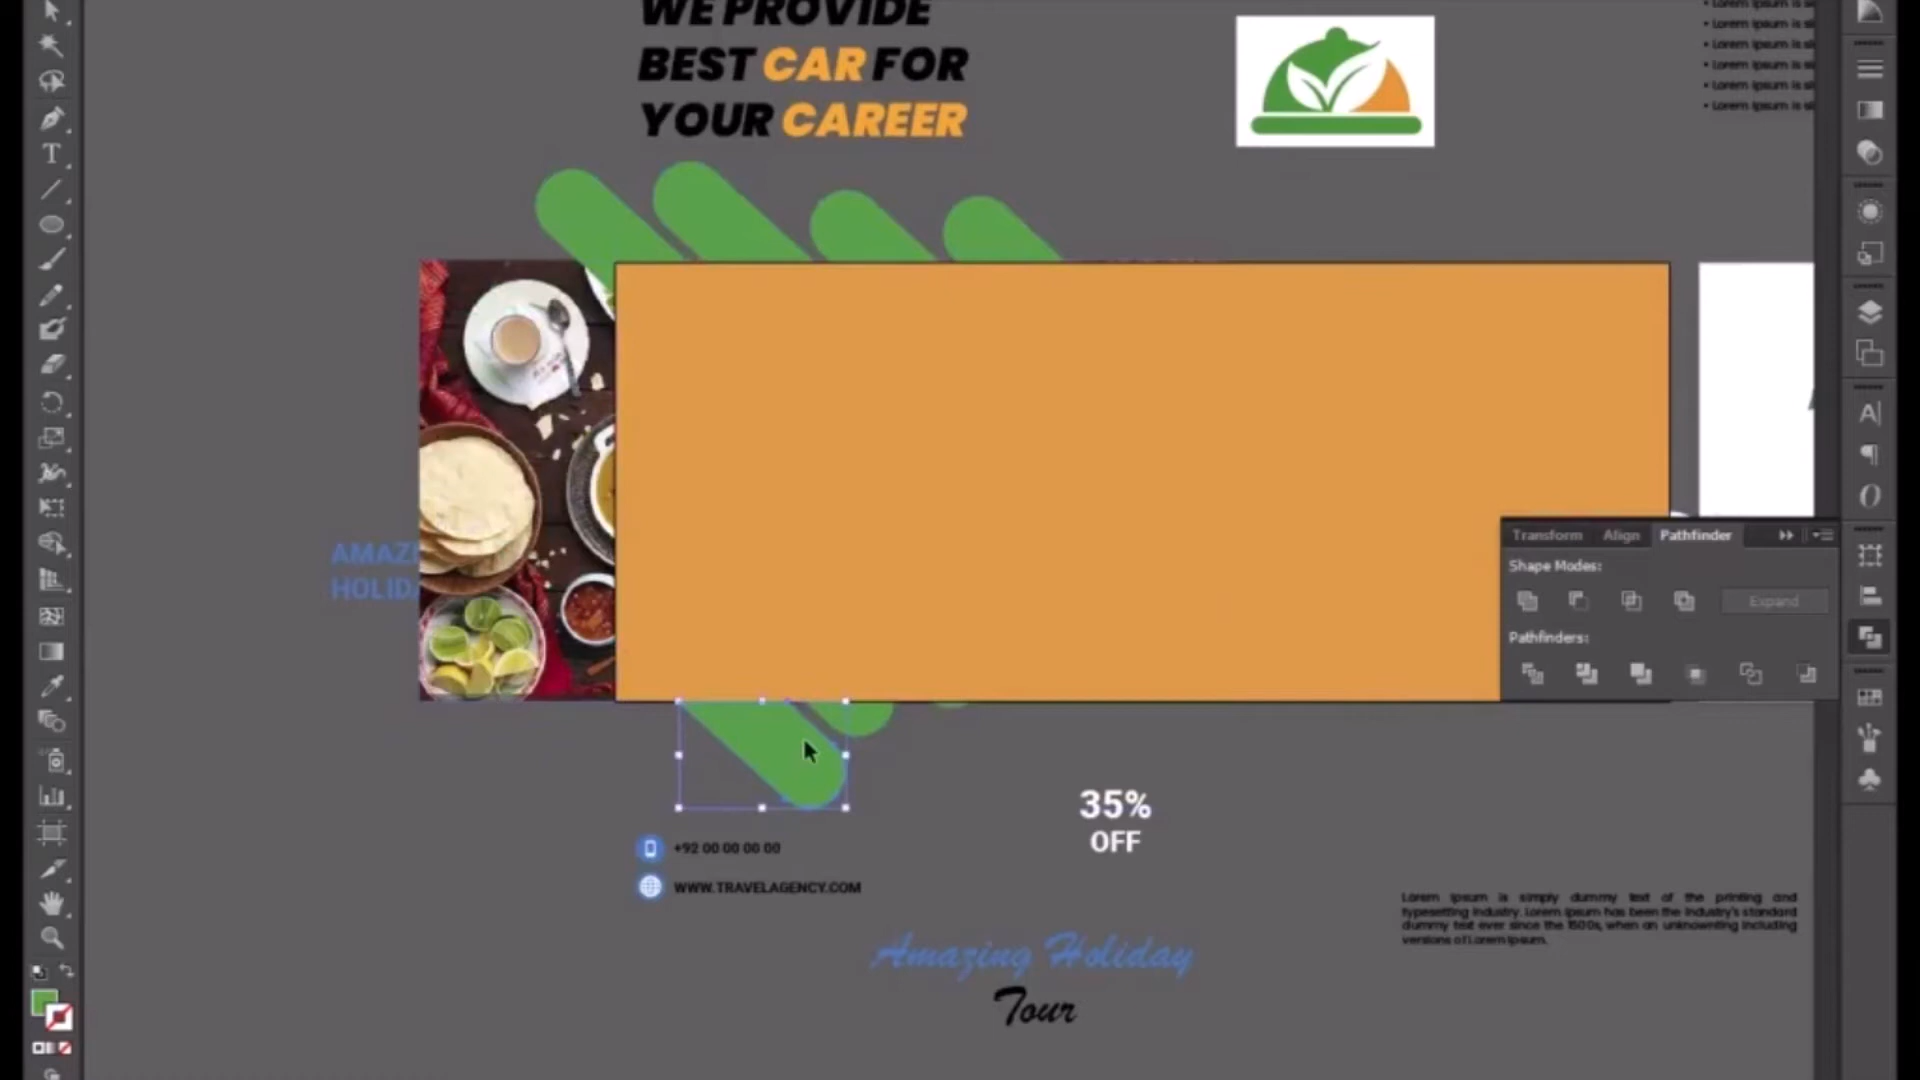 WE PROVIDE
BEST CAR FOR
YOUR CAREER
• Lorem Ipsum is si
• Lorem Ipsum is si
• Lorem Ipsum is si
• Lorem Ipsum is si
• Lorem Ipsum is si
• Lorem Ipsum is si
AMAZI
HOLIDA
Transform Align Pathfinder
Shape Modes:
Expand
Pathfinders:
35%
OFF
+92 00 00 00 00
WWW.TRAVELAGENCY.COM
Lorem Ipsum is simply dummy text of the printing and
typesetting industry. Lorem Ipsum has been the industry's standard
dummy text ever since the 1500s, when an unknownting including
versions of Lorem Ipsum.
Amazing Holiday
Tour